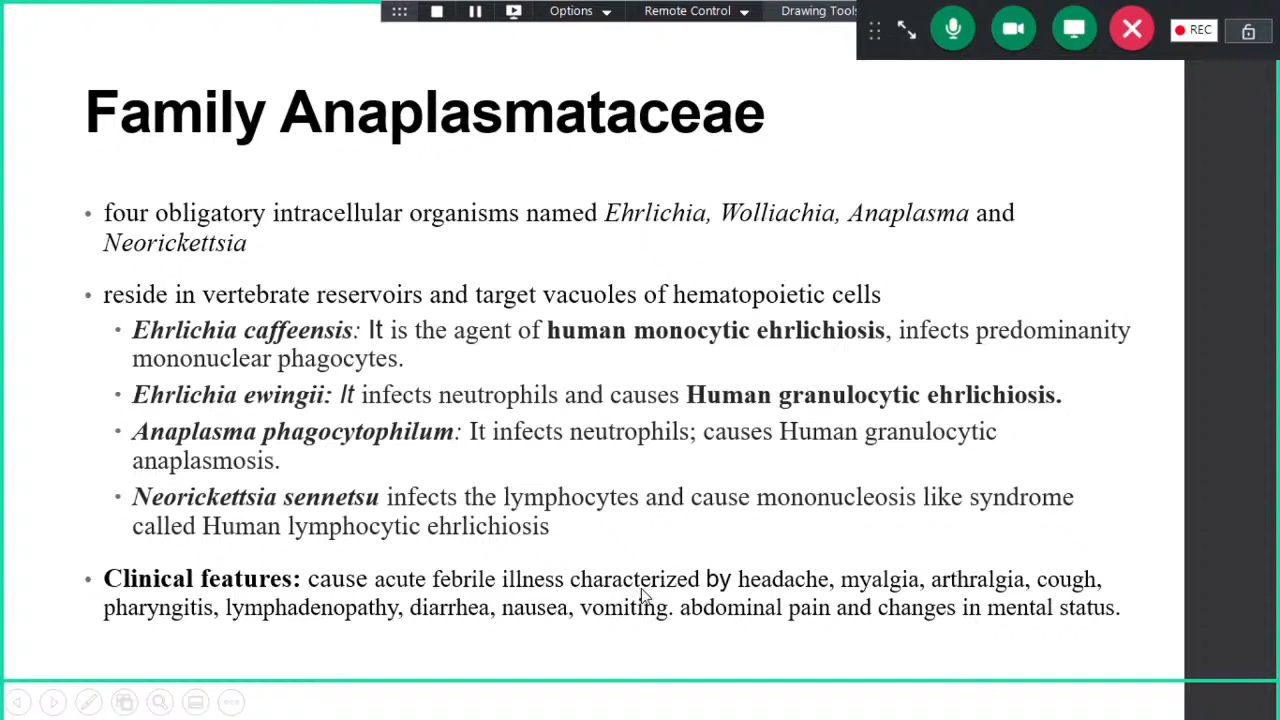 Options
Remote Control
Drawing Tools
REC
Family Anaplasmataceae
• four obligatory intracellular organisms named Ehrlichia, Wolliachia, Anaplasma and
Neorickettsia
• reside in vertebrate reservoirs and target vacuoles of hematopoietic cells
• Ehrlichia caffeensis: It is the agent of human monocytic ehrlichiosis, infects predominanity
mononuclear phagocytes.
• Ehrlichia ewingii: It infects neutrophils and causes Human granulocytic ehrlichiosis.
• Anaplasma phagocytophilum: It infects neutrophils; causes Human granulocytic
anaplasmosis.
• Neorickettsia sennetsu infects the lymphocytes and cause mononucleosis like syndrome
called Human lymphocytic ehrlichiosis
• Clinical features: cause acute febrile illness characterized by headache, myalgia, arthralgia, cough,
pharyngitis, lymphadenopathy, diarrhea, nausea, vomiting. abdominal pain and changes in mental status.